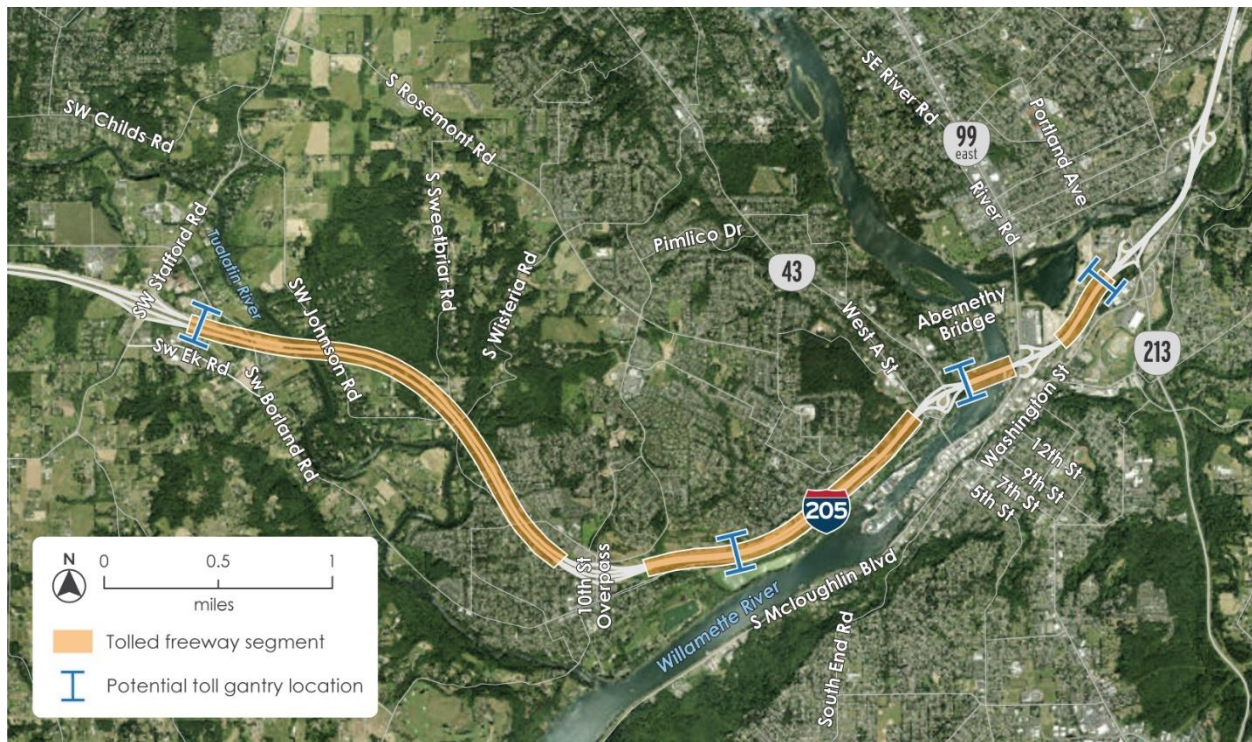 SW Childs Rd
S Rosemont Rd
SE River Rd
99
east
Portland Ave
River Rd
SW Stafford Rd
Tualatin River
S Sweetbriar Rd
Pimlico Dr
43
SW Johnson Rd
S Wisteria Rd
West A St
Abernethy
Bridge
213
Sw Ek Rd
SW Borland Rd
Washington St
12th St
9th St
7th St
5th St
205
10th St
Overpass
Willamette River
S Mcloughlin Blvd
South End Rd
N
0
0.5
1
miles
Tolled freeway segment
Potential toll gantry location